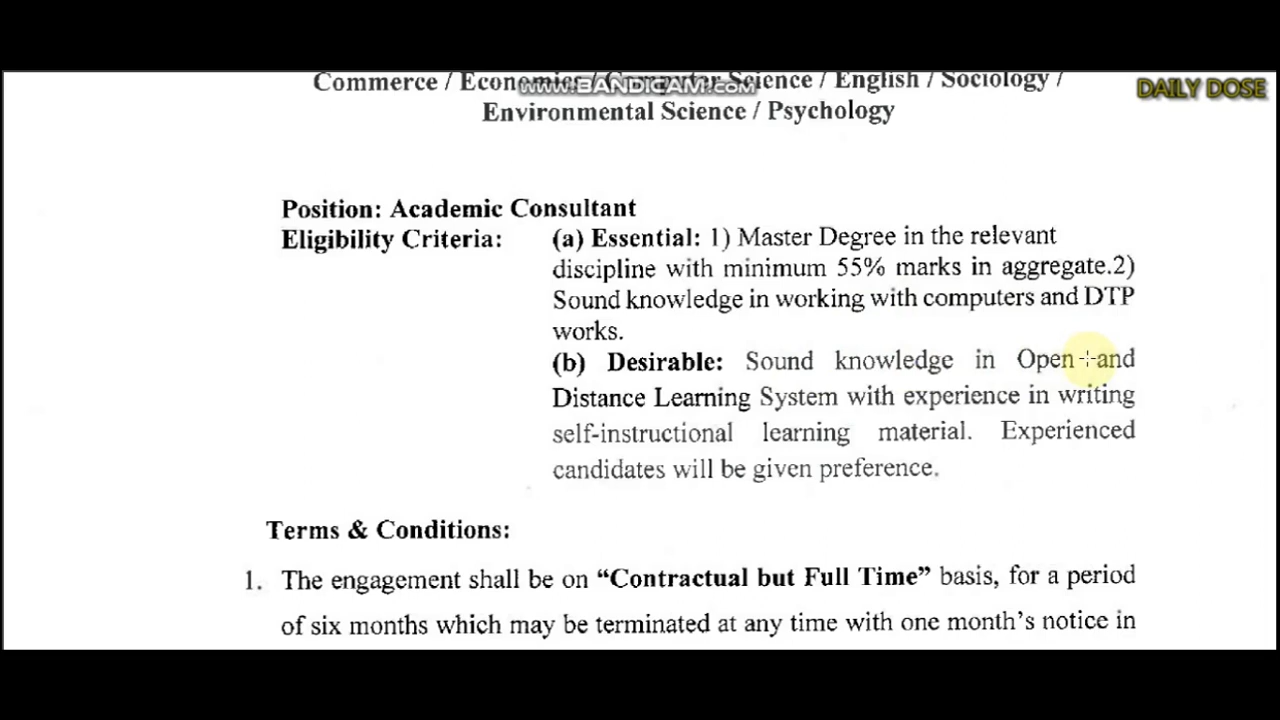 Commerce / Economics / Computer Science / English / Sociology /
www.BANDICAM.com
DAILY DOSE
Environmental Science / Psychology
Position: Academic Consultant
Eligibility Criteria: (a) Essential: 1) Master Degree in the relevant
discipline with minimum 55% marks in aggregate.2)
Sound knowledge in working with computers and DTP
works.
(b) Desirable: Sound knowledge in Open and
Distance Learning System with experience in writing
self-instructional learning material. Experienced
candidates will be given preference.
Terms & Conditions:
1. The engagement shall be on “Contractual but Full Time” basis, for a period
of six months which may be terminated at any time with one month’s notice in